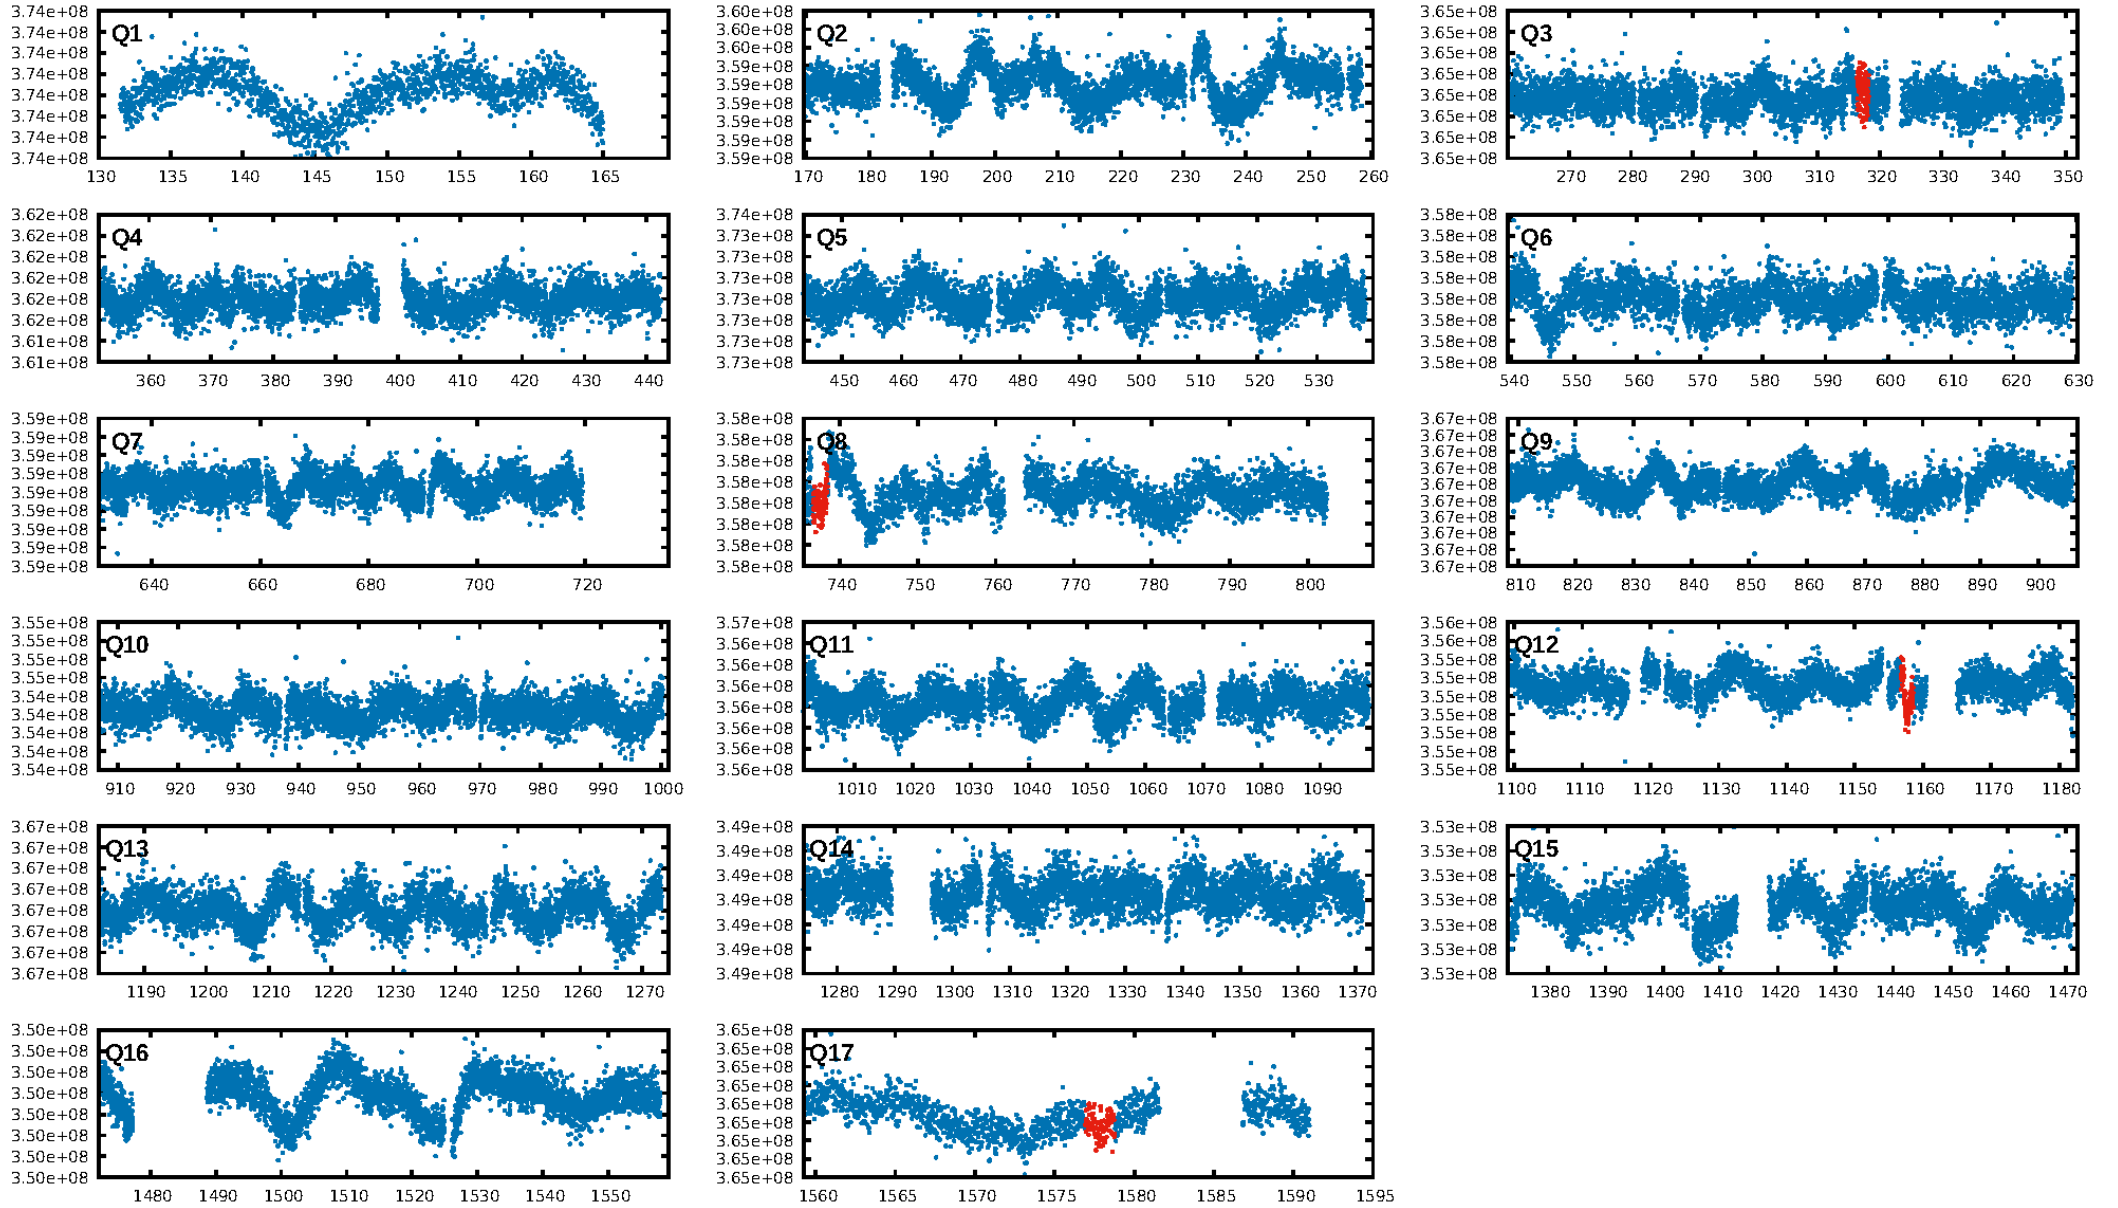 3.74e+08 3.74e+08 3.74e+08 3.74e+08 3.74e+08 3.74e+08 3.74e+08 3.74e+08
Q1
130 135 140 145 150 155 160 165
3.60e+08 3.60e+08 3.60e+08 3.59e+08 3.59e+08 3.59e+08 3.59e+08 3.59e+08 3.59e+08
Q2
170 180 190 200 210 220 230 240 250 260
3.65e+08 3.65e+08 3.65e+08 3.65e+08 3.65e+08 3.65e+08 3.65e+08 3.65e+08
Q3
270 280 290 300 310 320 330 340 350
3.62e+08 3.62e+08 3.62e+08 3.62e+08 3.62e+08 3.62e+08 3.61e+08 3.61e+08
Q4
360 370 380 390 400 410 420 430 440
3.74e+08 3.73e+08 3.73e+08 3.73e+08 3.73e+08 3.73e+08 3.73e+08 3.73e+08
Q5
450 460 470 480 490 500 510 520 530
3.58e+08 3.58e+08 3.58e+08 3.58e+08 3.58e+08 3.58e+08 3.58e+08 3.58e+08
Q6
540 550 560 570 580 590 600 610 620 630
3.59e+08 3.59e+08 3.59e+08 3.59e+08 3.59e+08 3.59e+08 3.59e+08 3.59e+08 3.59e+08
Q7
640 660 680 700 720
3.58e+08 3.58e+08 3.58e+08 3.58e+08 3.58e+08 3.58e+08 3.58e+08 3.58e+08
Q8
740 750 760 770 780 790 800
3.67e+08 3.67e+08 3.67e+08 3.67e+08 3.67e+08 3.67e+08 3.67e+08 3.67e+08 3.67e+08 3.67e+08
Q9
810 820 830 840 850 860 870 880 890 900
3.55e+08 3.55e+08 3.55e+08 3.55e+08 3.54e+08 3.54e+08 3.54e+08 3.54e+08 3.54e+08
Q10
910 920 930 940 950 960 970 980 990 1000
3.57e+08 3.56e+08 3.56e+08 3.56e+08 3.56e+08 3.56e+08 3.56e+08 3.56e+08
Q11
1010 1020 1030 1040 1050 1060 1070 1080 1090
3.56e+08 3.56e+08 3.55e+08 3.55e+08 3.55e+08 3.55e+08 3.55e+08 3.55e+08 3.55e+08
Q12
1100 1110 1120 1130 1140 1150 1160 1170 1180
3.67e+08 3.67e+08 3.67e+08 3.67e+08 3.67e+08 3.67e+08 3.67e+08 3.67e+08
Q13
1190 1200 1210 1220 1230 1240 1250 1260 1270
3.49e+08 3.49e+08 3.49e+08 3.49e+08 3.49e+08 3.49e+08 3.49e+08
Q14
1280 1290 1300 1310 1320 1330 1340 1350 1360 1370
3.53e+08 3.53e+08 3.53e+08 3.53e+08 3.53e+08 3.53e+08 3.53e+08
Q15
1380 1390 1400 1410 1420 1430 1440 1450 1460 1470
3.50e+08 3.50e+08 3.50e+08 3.50e+08 3.50e+08 3.50e+08 3.50e+08 3.50e+08
Q16
1480 1490 1500 1510 1520 1530 1540 1550
3.65e+08 3.65e+08 3.65e+08 3.65e+08 3.65e+08 3.65e+08 3.65e+08 3.65e+08 3.65e+08
Q17
1560 1565 1570 1575 1580 1585 1590 1595